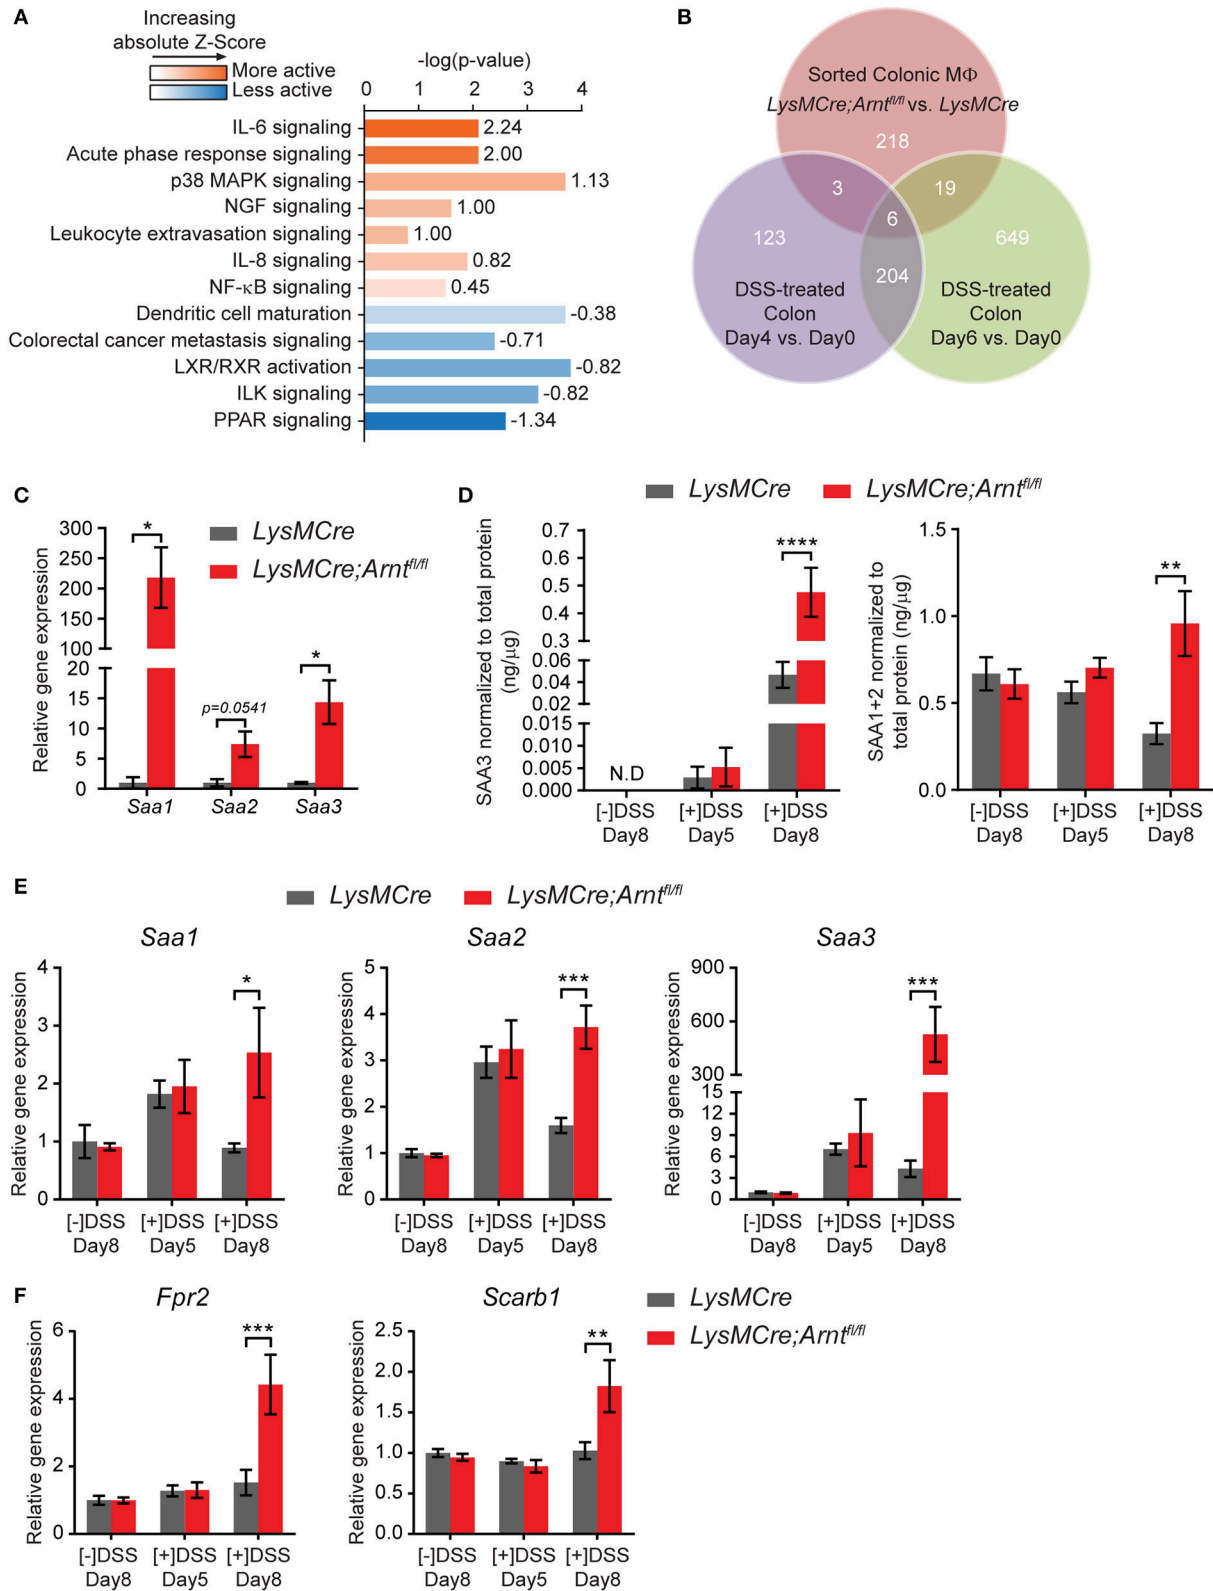 A
Increasing
absolute Z-Score
More active
Less active
-log(p-value)
0 1 2 3 4
IL-6 signaling 2.24
Acute phase response signaling 2.00
p38 MAPK signaling 1.13
NGF signaling 1.00
Leukocyte extravasation signaling 1.00
IL-8 signaling 0.82
NF-κB signaling 0.45
Dendritic cell maturation -0.38
Colorectal cancer metastasis signaling -0.71
LXR/RXR activation -0.82
ILK signaling -0.82
PPAR signaling -1.34
B
Sorted Colonic MΦ
LysMCre;Arnt^fl/fl vs. LysMCre
218
3 19
6
123 649
204
DSS-treated
Colon
Day4 vs. Day0
DSS-treated
Colon
Day6 vs. Day0
C
LysMCre
LysMCre;Arnt^fl/fl
Relative gene expression
300
250
200
150
100
20
15
10
5
0
*
p=0.0541
*
Saa1 Saa2 Saa3
D
LysMCre LysMCre;Arnt^fl/fl
SAA3 normalized to total protein
(ng/μg)
0.7
0.6
0.5
0.4
0.3
0.06
0.04
0.02
0.015
0.010
0.005
0.000
N.D
****
[-]DSS [+]DSS [+]DSS
Day8 Day5 Day8
SAA1+2 normalized to
total protein (ng/μg)
1.5
1.0
0.5
0.0
**
[-]DSS [+]DSS [+]DSS
Day8 Day5 Day8
E
LysMCre LysMCre;Arnt^fl/fl
Saa1
Relative gene expression
4
3
2
1
0
*
[-]DSS [+]DSS [+]DSS
Day8 Day5 Day8
Saa2
Relative gene expression
5
4
3
2
1
0
***
[-]DSS [+]DSS [+]DSS
Day8 Day5 Day8
Saa3
Relative gene expression
900
600
300
15
12
9
6
3
0
***
[-]DSS [+]DSS [+]DSS
Day8 Day5 Day8
F
Fpr2
Relative gene expression
6
4
2
0
***
[-]DSS [+]DSS [+]DSS
Day8 Day5 Day8
Scarb1
Relative gene expression
2.5
2.0
1.5
1.0
0.5
0.0
**
[-]DSS [+]DSS [+]DSS
Day8 Day5 Day8
LysMCre
LysMCre;Arnt^fl/fl